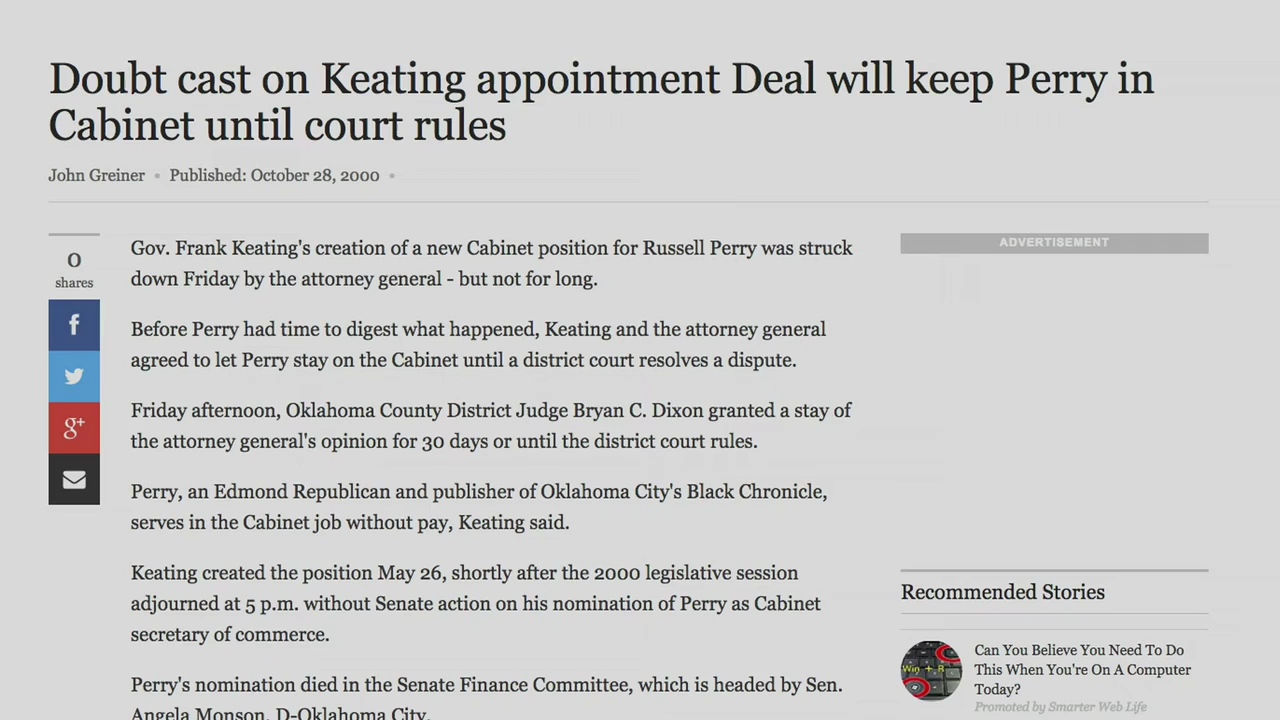 Doubt cast on Keating appointment Deal will keep Perry in
Cabinet until court rules
John Greiner • Published: October 28, 2000 •
0
shares
f
g+
Gov. Frank Keating's creation of a new Cabinet position for Russell Perry was struck
down Friday by the attorney general - but not for long.
Before Perry had time to digest what happened, Keating and the attorney general
agreed to let Perry stay on the Cabinet until a district court resolves a dispute.
Friday afternoon, Oklahoma County District Judge Bryan C. Dixon granted a stay of
the attorney general's opinion for 30 days or until the district court rules.
Perry, an Edmond Republican and publisher of Oklahoma City's Black Chronicle,
serves in the Cabinet job without pay, Keating said.
Keating created the position May 26, shortly after the 2000 legislative session
adjourned at 5 p.m. without Senate action on his nomination of Perry as Cabinet
secretary of commerce.
Perry's nomination died in the Senate Finance Committee, which is headed by Sen.
Angela Monson, D-Oklahoma City.
ADVERTISEMENT
Recommended Stories
Win + R
Can You Believe You Need To Do
This When You're On A Computer
Today?
Promoted by Smarter Web Life